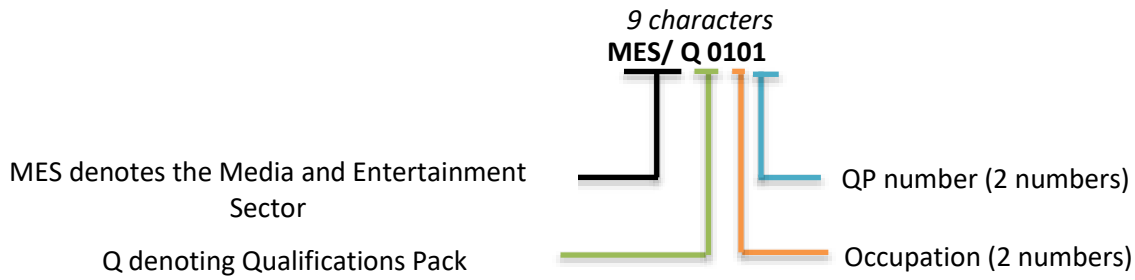 9 characters
MES/ Q 0101
MES denotes the Media and Entertainment
Sector
QP number (2 numbers)
Q denoting Qualifications Pack
Occupation (2 numbers)